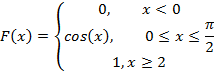 F(x) = { 0, x < 0
cos(x), 0 ≤ x ≤ π/2
1, x ≥ 2